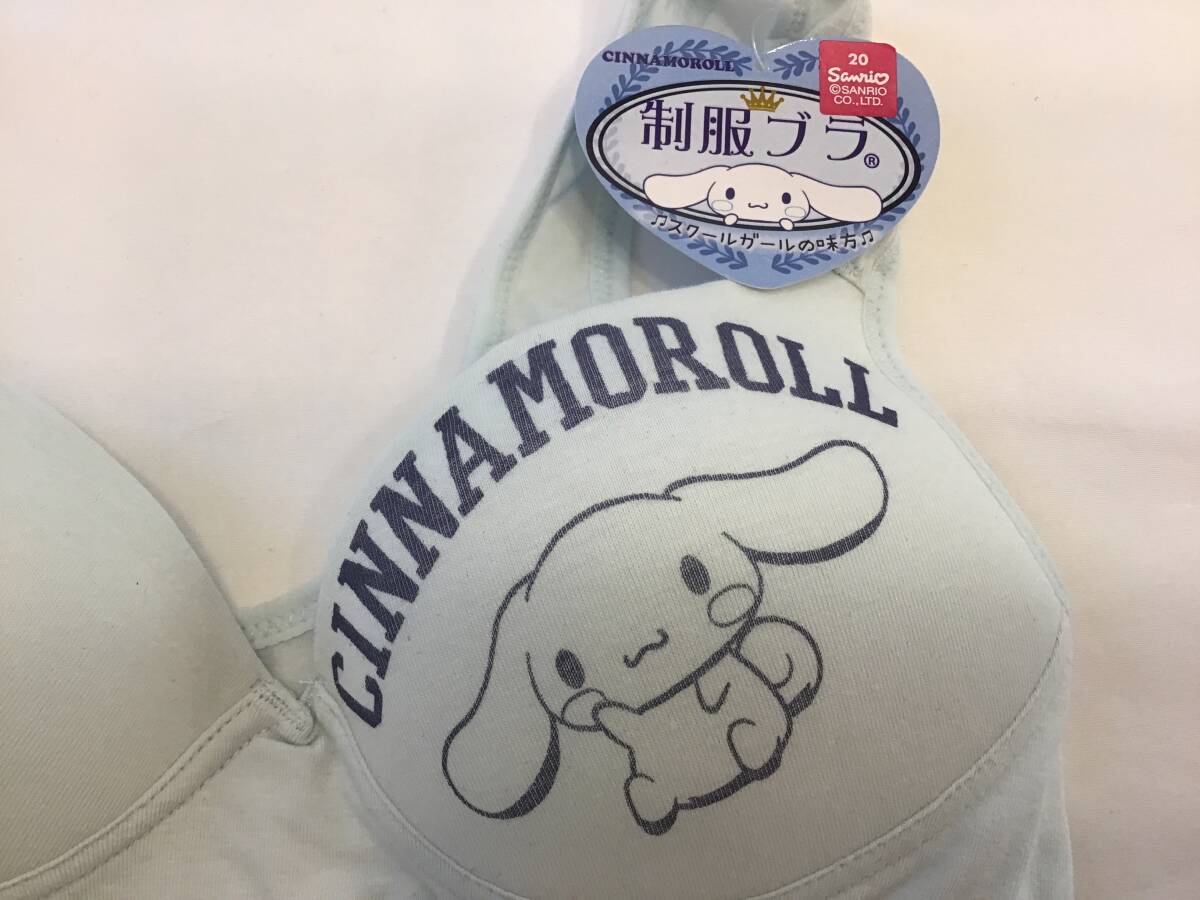 CINNAMOROLL
20
Sanrio
©SANRIO
CO.,LTD.
制服ブラ®
♫スクールガールの味方♫
CINNAMOROLL